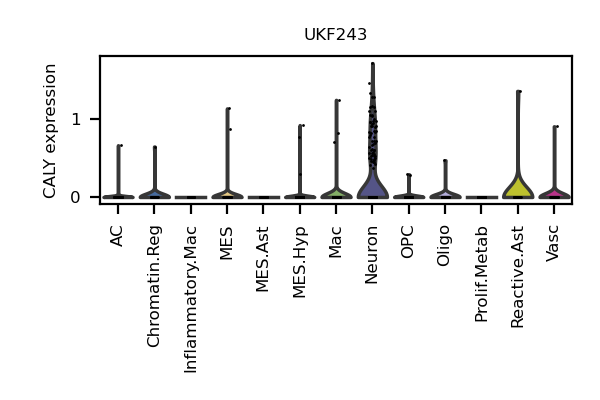 UKF243
CALY expression
1
0
AC
Chromatin.Reg
Inflammatory.Mac
MES
MES.Ast
MES.Hyp
Mac
Neuron
OPC
Oligo
Prolif.Metab
Reactive.Ast
Vasc